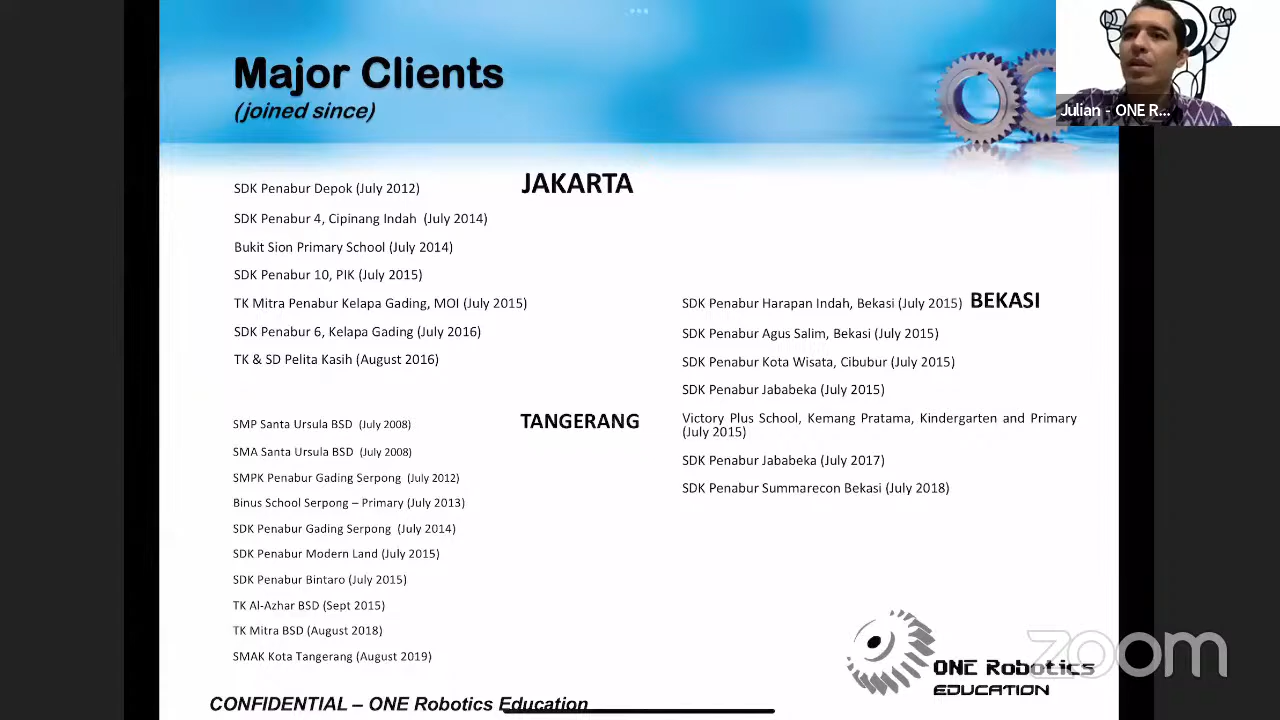 Major Clients
(joined since)
Julian - ONE R...
JAKARTA
SDK Penabur Depok (July 2012)
SDK Penabur 4, Cipinang Indah (July 2014)
Bukit Sion Primary School (July 2014)
SDK Penabur 10, PIK (July 2015)
TK Mitra Penabur Kelapa Gading, MOI (July 2015)
SDK Penabur 6, Kelapa Gading (July 2016)
TK & SD Pelita Kasih (August 2016)
TANGERANG
SMP Santa Ursula BSD (July 2008)
SMA Santa Ursula BSD (July 2008)
SMPK Penabur Gading Serpong (July 2012)
Binus School Serpong – Primary (July 2013)
SDK Penabur Gading Serpong (July 2014)
SDK Penabur Modern Land (July 2015)
SDK Penabur Bintaro (July 2015)
TK Al-Azhar BSD (Sept 2015)
TK Mitra BSD (August 2018)
SMAK Kota Tangerang (August 2019)
SDK Penabur Harapan Indah, Bekasi (July 2015) BEKASI
SDK Penabur Agus Salim, Bekasi (July 2015)
SDK Penabur Kota Wisata, Cibubur (July 2015)
SDK Penabur Jababeka (July 2015)
Victory Plus School, Kemang Pratama, Kindergarten and Primary
(July 2015)
SDK Penabur Jababeka (July 2017)
SDK Penabur Summarecon Bekasi (July 2018)
ONE Robotics
EDUCATION
zoom
CONFIDENTIAL – ONE Robotics Education